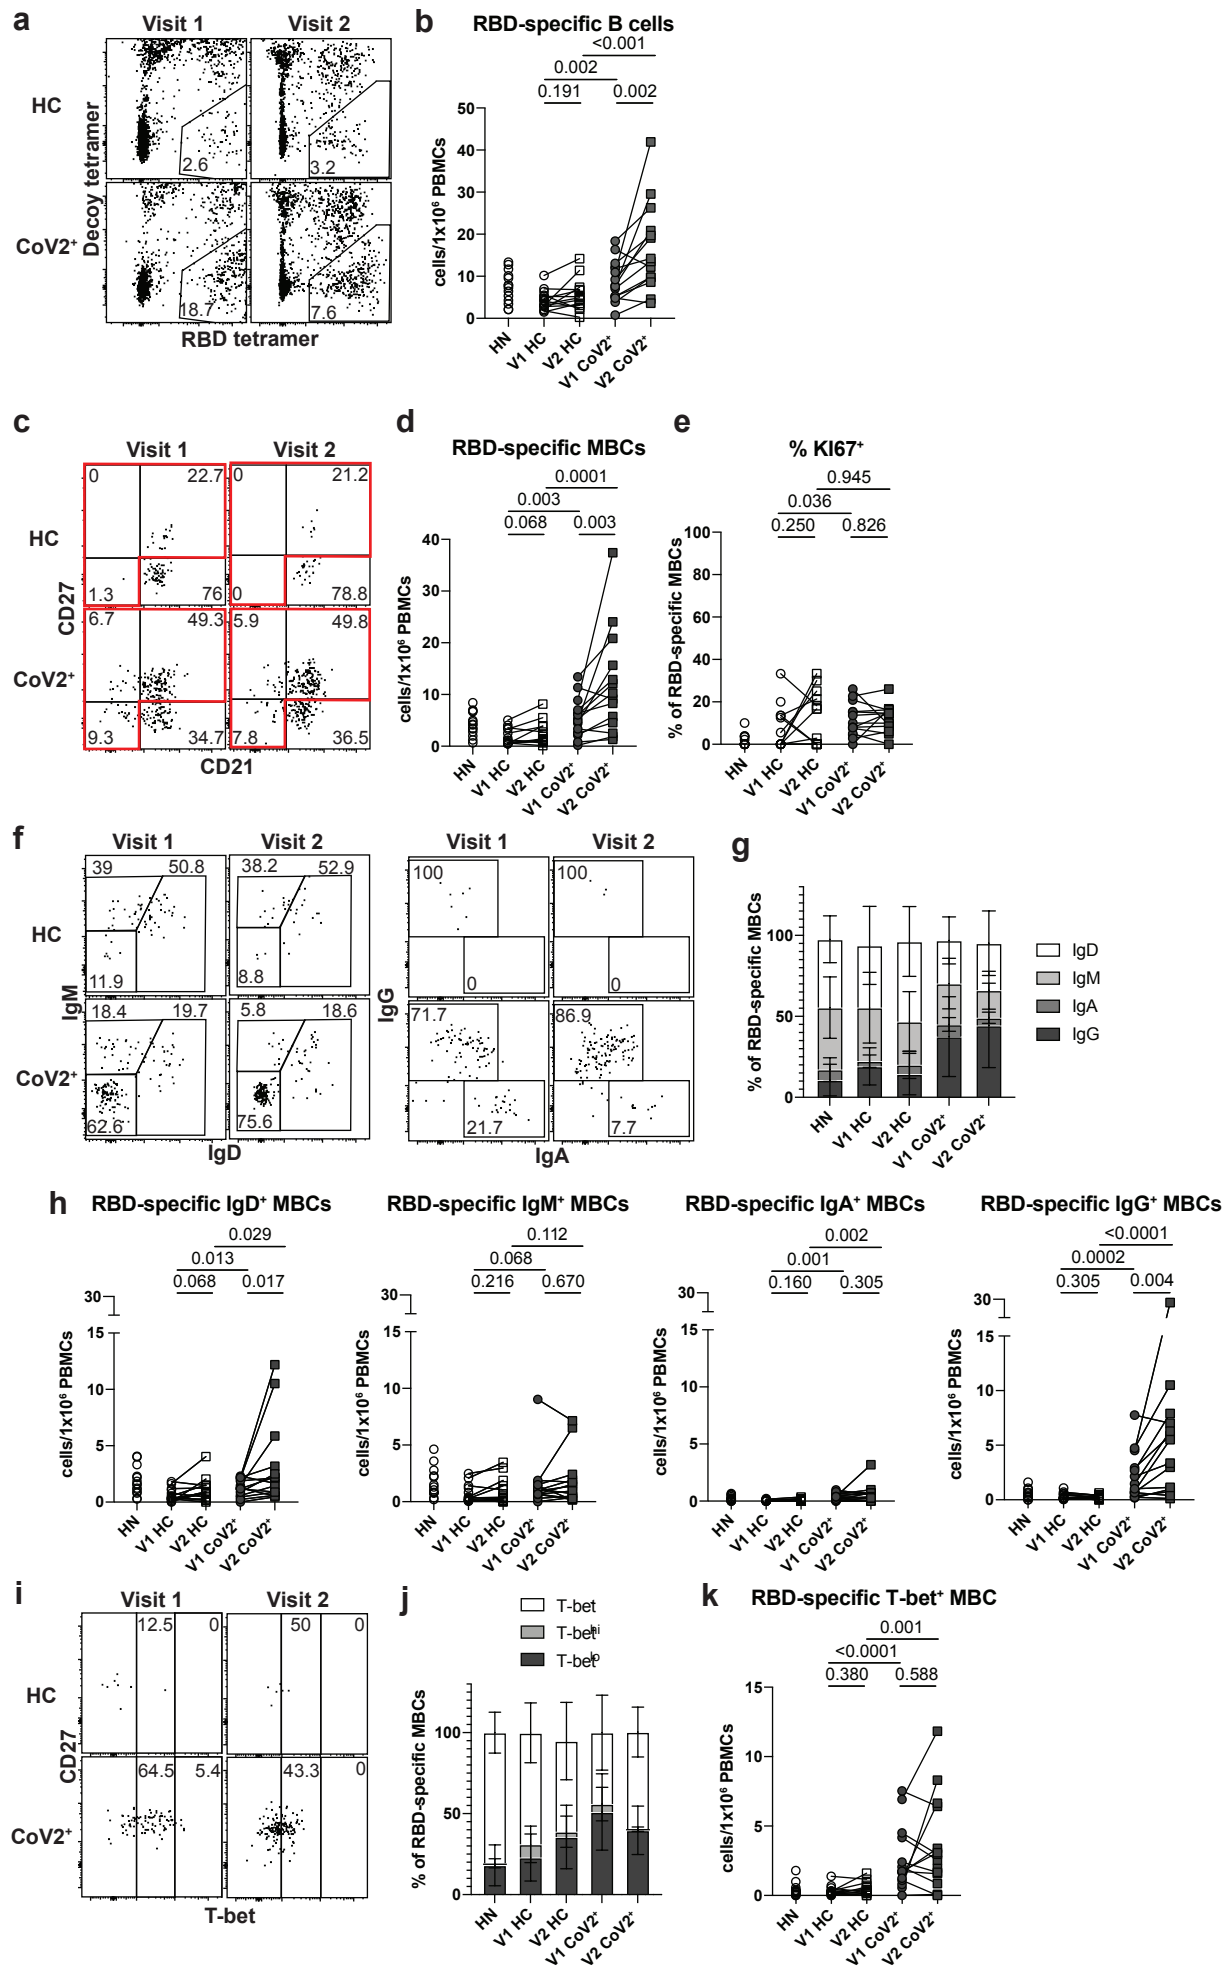 a
Visit 1
Visit 2
HC
2.6
3.2
CoV2⁺
18.7
7.6
Decoy tetramer
RBD tetramer
b
RBD-specific B cells
<0.001
0.002
0.191
0.002
cells/1x10⁶ PBMCs
50
40
30
20
10
0
HN
V1 HC
V2 HC
V1 CoV2⁺
V2 CoV2⁺
c
Visit 1
Visit 2
HC
0
22.7
0
21.2
1.3
76
0
78.8
CoV2⁺
6.7
49.3
5.9
49.8
9.3
34.7
7.8
36.5
CD27
CD21
d
RBD-specific MBCs
0.0001
0.003
0.068
0.003
cells/1x10⁶ PBMCs
40
30
20
10
0
HN
V1 HC
V2 HC
V1 CoV2⁺
V2 CoV2⁺
e
% KI67⁺
0.945
0.036
0.250
0.826
% of RBD-specific MBCs
100
80
60
40
20
0
HN
V1 HC
V2 HC
V1 CoV2⁺
V2 CoV2⁺
f
Visit 1
Visit 2
HC
39
50.8
38.2
52.9
11.9
8.8
CoV2⁺
18.4
19.7
5.8
18.6
62.6
75.6
IgM
IgD
Visit 1
Visit 2
100
100
0
0
71.7
86.9
21.7
7.7
IgG
IgA
g
% of RBD-specific MBCs
100
50
0
HN
V1 HC
V2 HC
V1 CoV2⁺
V2 CoV2⁺
IgD
IgM
IgA
IgG
h
RBD-specific IgD⁺ MBCs
0.029
0.013
0.068
0.017
cells/1x10⁶ PBMCs
30
15
10
5
0
HN
V1 HC
V2 HC
V1 CoV2⁺
V2 CoV2⁺
RBD-specific IgM⁺ MBCs
0.112
0.068
0.216
0.670
cells/1x10⁶ PBMCs
30
15
10
5
0
HN
V1 HC
V2 HC
V1 CoV2⁺
V2 CoV2⁺
RBD-specific IgA⁺ MBCs
0.002
0.001
0.160
0.305
cells/1x10⁶ PBMCs
30
15
10
5
0
HN
V1 HC
V2 HC
V1 CoV2⁺
V2 CoV2⁺
RBD-specific IgG⁺ MBCs
<0.0001
0.0002
0.305
0.004
cells/1x10⁶ PBMCs
30
15
10
5
0
HN
V1 HC
V2 HC
V1 CoV2⁺
V2 CoV2⁺
i
Visit 1
Visit 2
HC
12.5
0
50
0
CoV2⁺
64.5
5.4
43.3
0
CD27
T-bet
j
T-bet
T-betʰⁱ
T-betˡᵒ
% of RBD-specific MBCs
100
50
0
HN
V1 HC
V2 HC
V1 CoV2⁺
V2 CoV2⁺
k
RBD-specific T-bet⁺ MBC
0.001
<0.0001
0.380
0.588
cells/1x10⁶ PBMCs
15
10
5
0
HN
V1 HC
V2 HC
V1 CoV2⁺
V2 CoV2⁺